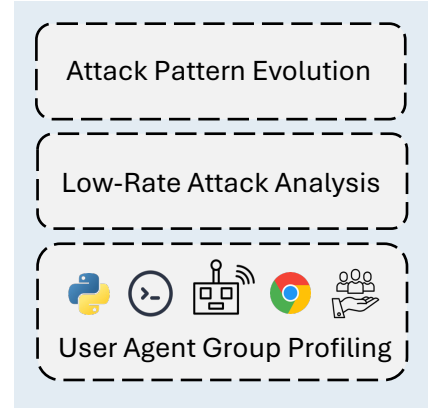 Attack Pattern Evolution
Low-Rate Attack Analysis
User Agent Group Profiling